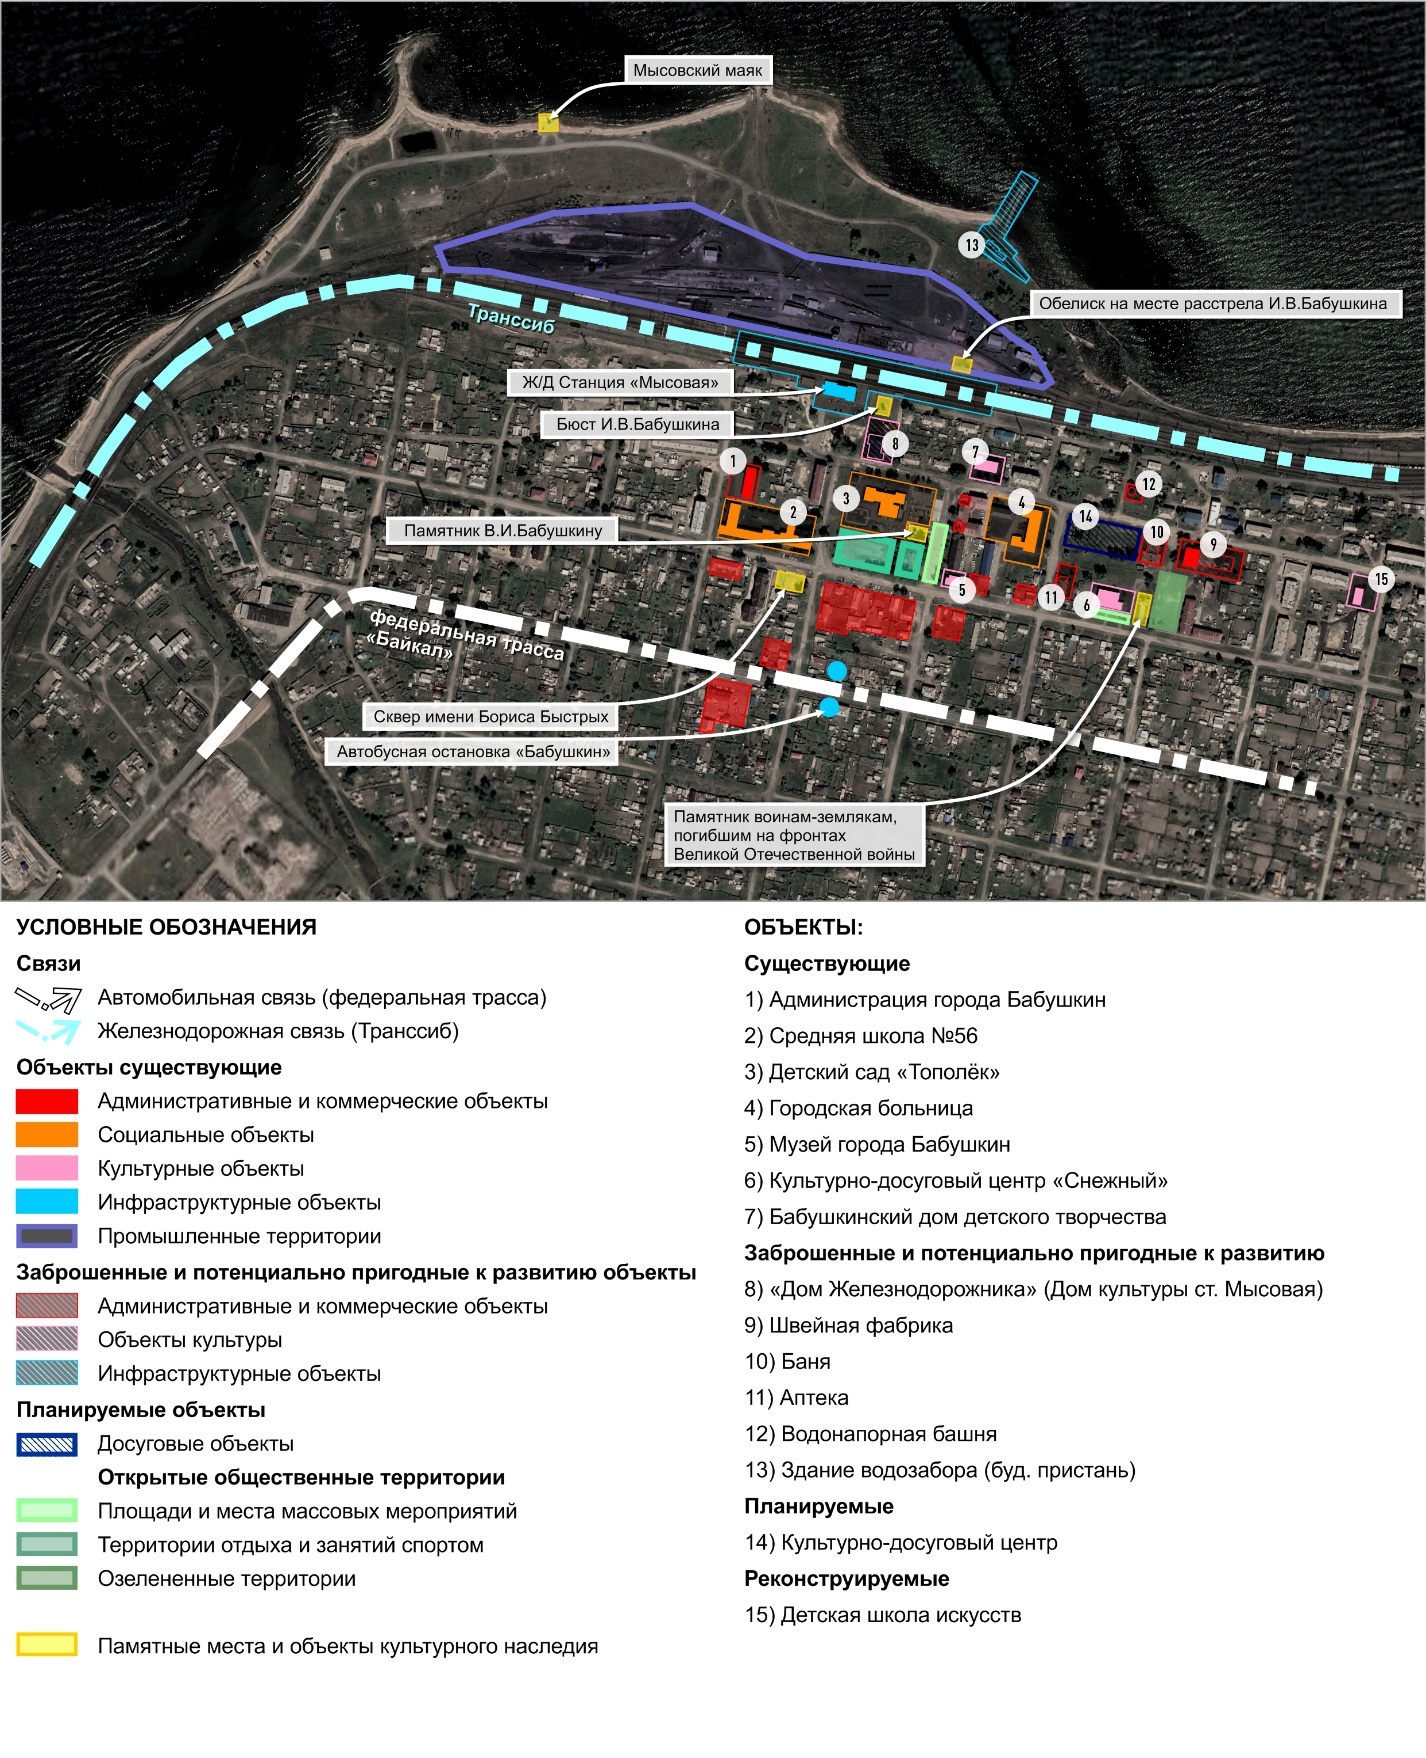 Мысовский маяк
13
Обелиск на месте расстрела И.В.Бабушкина
Транссиб
Ж/Д Станция «Мысовая»
Бюст И.В.Бабушкина
8
7
1
12
3
4
2
14
10
9
Памятник В.И.Бабушкину
15
5
11
6
федеральная трасса
«Байкал»
Сквер имени Бориса Быстрых
Автобусная остановка «Бабушкин»
Памятник воинам-землякам,
погибшим на фронтах
Великой Отечественной войны
УСЛОВНЫЕ ОБОЗНАЧЕНИЯ
Связи
Автомобильная связь (федеральная трасса)
Железнодорожная связь (Транссиб)
Объекты существующие
Административные и коммерческие объекты
Социальные объекты
Культурные объекты
Инфраструктурные объекты
Промышленные территории
Заброшенные и потенциально пригодные к развитию объекты
Административные и коммерческие объекты
Объекты культуры
Инфраструктурные объекты
Планируемые объекты
Досуговые объекты
Открытые общественные территории
Площади и места массовых мероприятий
Территории отдыха и занятий спортом
Озелененные территории
Памятные места и объекты культурного наследия
ОБЪЕКТЫ:
Существующие
1) Администрация города Бабушкин
2) Средняя школа №56
3) Детский сад «Тополёк»
4) Городская больница
5) Музей города Бабушкин
6) Культурно-досуговый центр «Снежный»
7) Бабушкинский дом детского творчества
Заброшенные и потенциально пригодные к развитию
8) «Дом Железнодорожника» (Дом культуры ст. Мысовая)
9) Швейная фабрика
10) Баня
11) Аптека
12) Водонапорная башня
13) Здание водозабора (буд. пристань)
Планируемые
14) Культурно-досуговый центр
Реконструируемые
15) Детская школа искусств